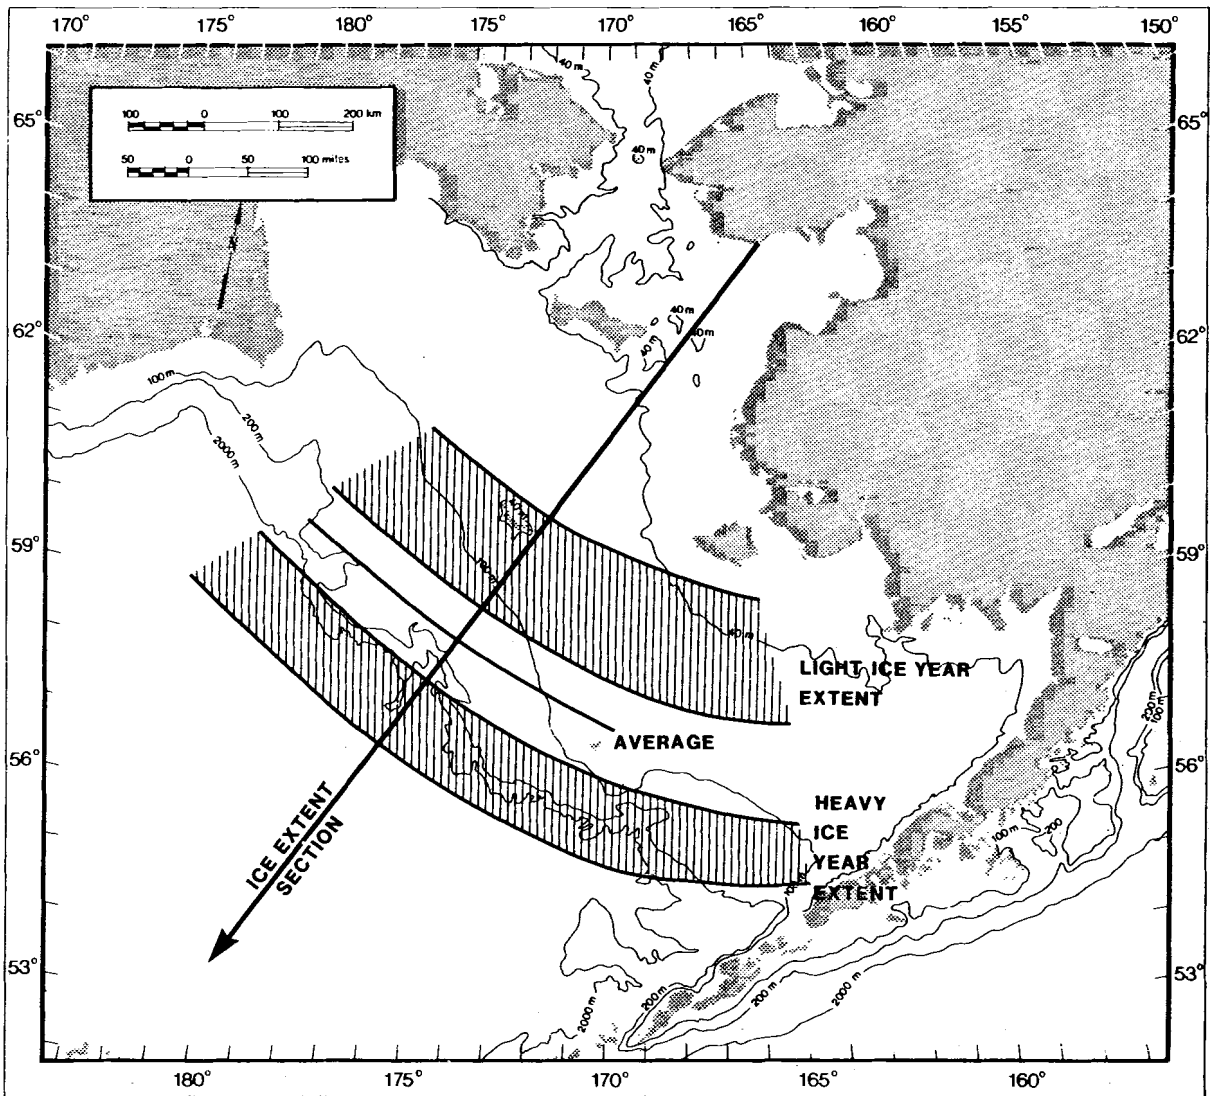 170° 180° 175° 170° 165° 160° 155° 150°
100 0 100 200 km
50 0 50 100 miles
65° 65°
N
40 m 40 m
40 m
62° 62°
40 m
40 m
40 m
100 m
200 m
2000 m
59° 59°
100 m
40 m
LIGHT ICE YEAR
EXTENT
AVERAGE
200 m
100 m
56° 56°
HEAVY
ICE
YEAR
EXTENT
ICE EXTENT
SECTION
100 m
200
53° 53°
2000 m
200 m
200 m
2000 m
180° 175° 170° 165° 160°